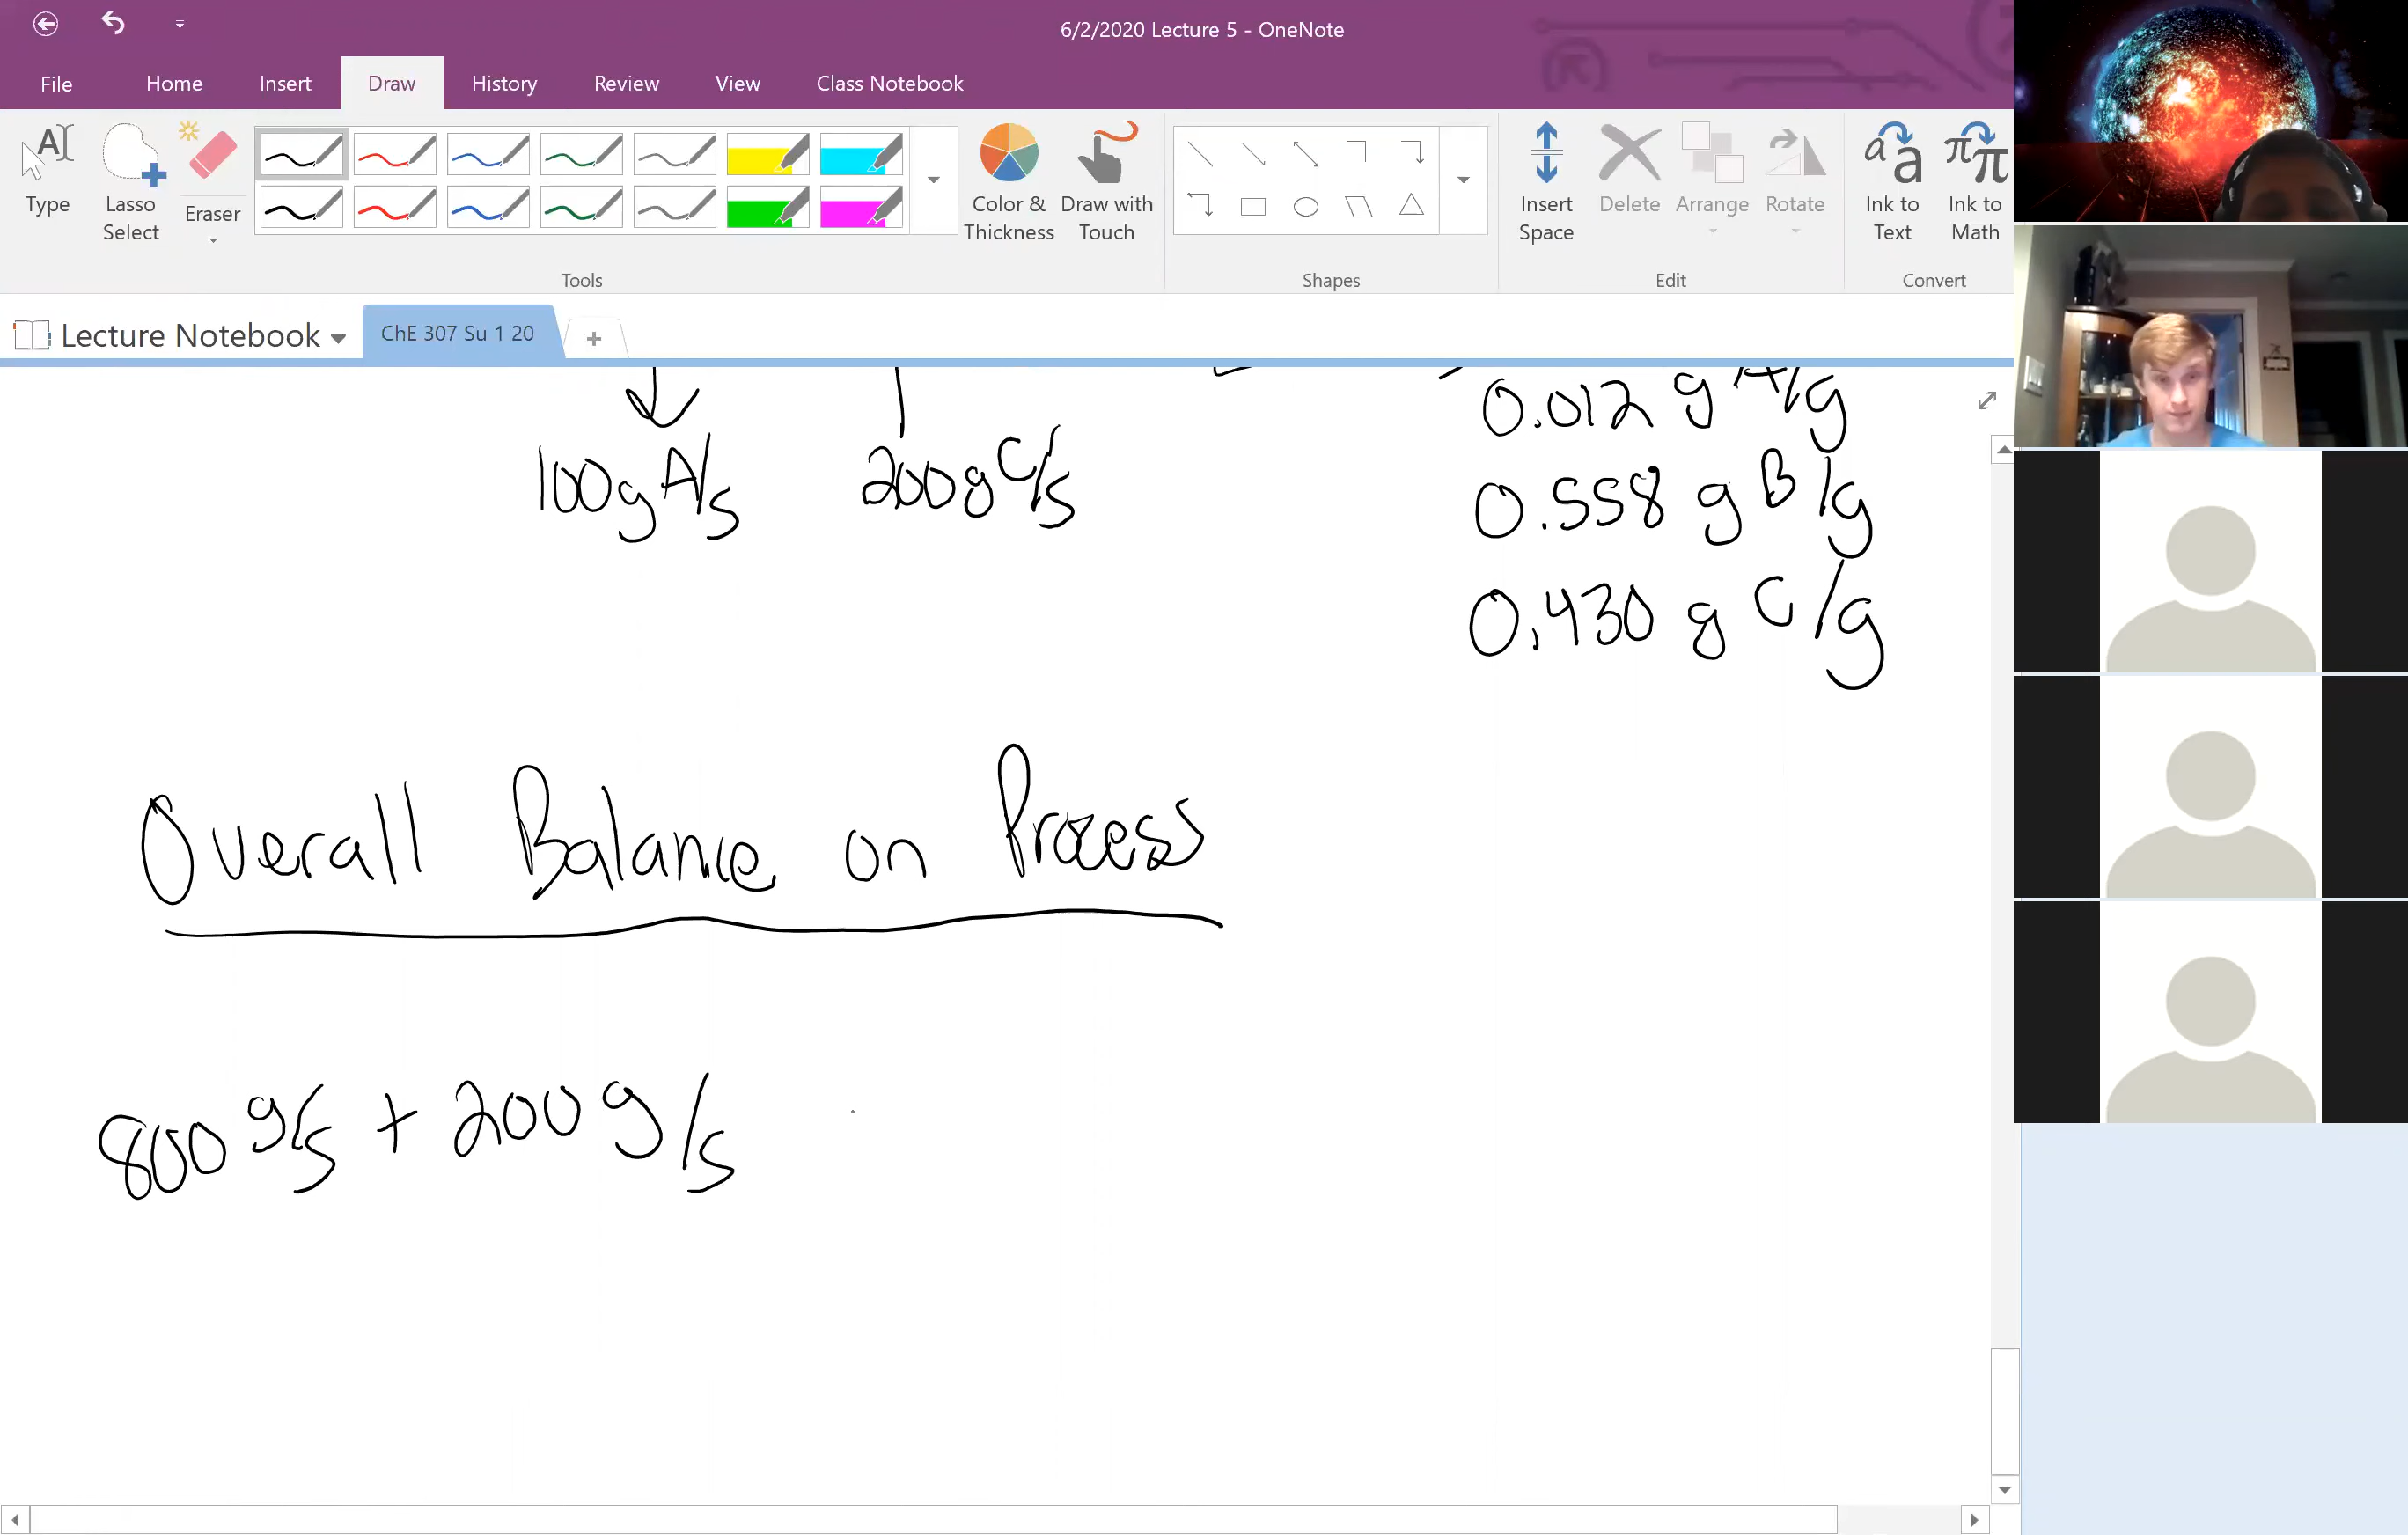 6/2/2020 Lecture 5 - OneNote
File Home Insert Draw History Review View Class Notebook
Type
Lasso Select
Eraser
Color & Thickness
Draw with Touch
Insert Space
Delete
Arrange
Rotate
Ink to Text
Ink to Math
Tools Shapes Edit Convert
Lecture Notebook
ChE 307 Su 1 20
+
0.012 g A/g
100g A/s 200g C/s 0.558 g B/g
0.430 g C/g
Overall Balance on Process
800 g/s + 200 g/s